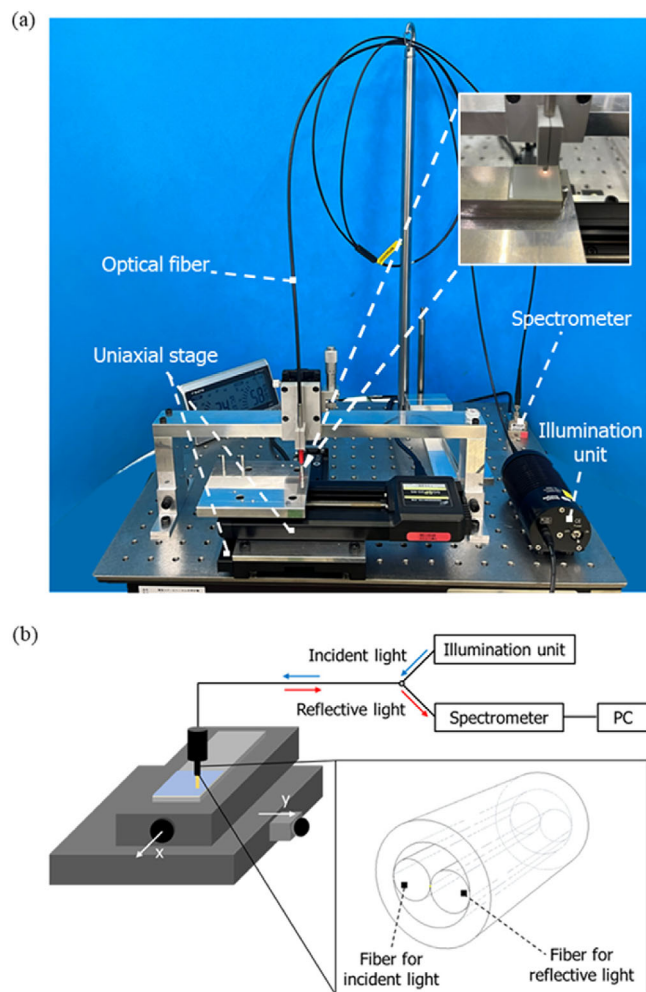 (a)
Optical fiber
Uniaxial stage
Spectrometer
Illumination
unit
(b)
Incident light
Illumination unit
Reflective light
Spectrometer
PC
y
x
Fiber for
incident light
Fiber for
reflective light